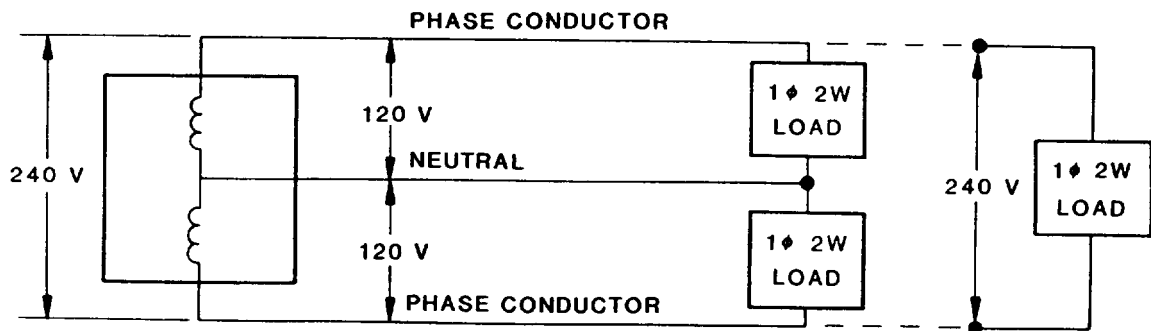 PHASE CONDUCTOR
240 V
120 V
NEUTRAL
120 V
PHASE CONDUCTOR
1ϕ 2W
LOAD
1ϕ 2W
LOAD
240 V
1ϕ 2W
LOAD